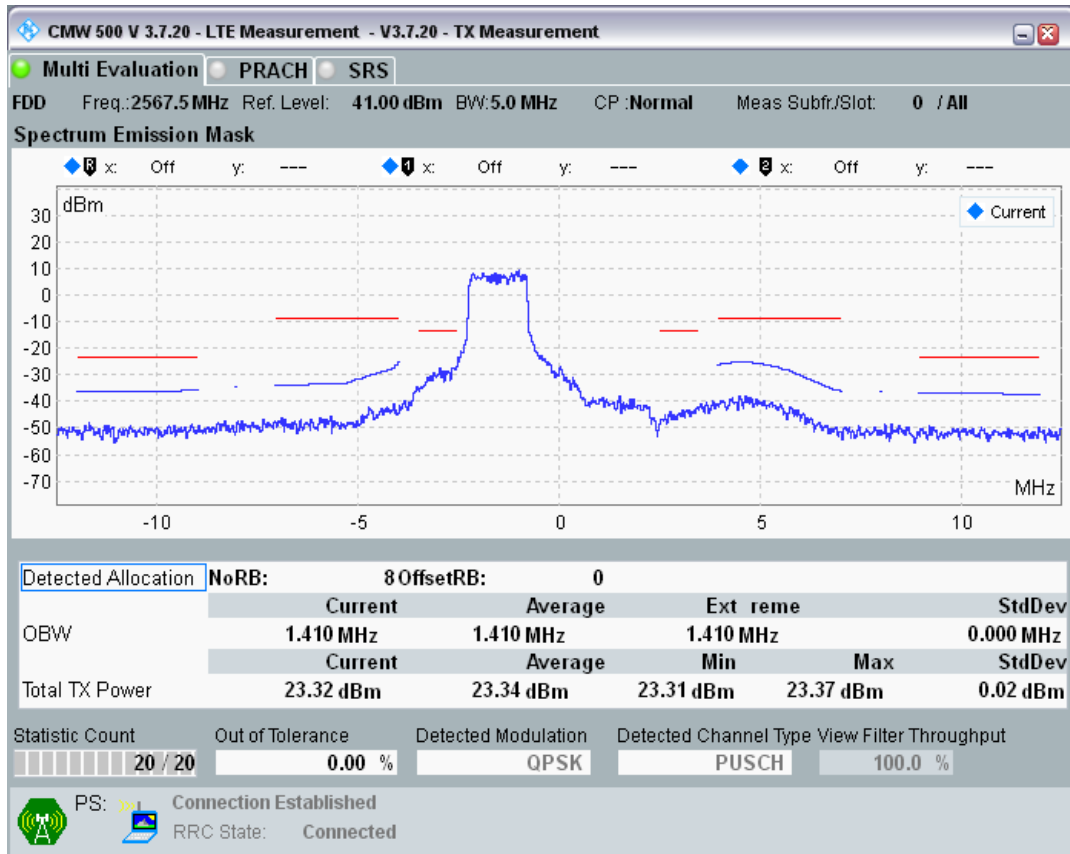 CMW 500 V 3.7.20 - LTE Measurement - V3.7.20 - TX Measurement
Multi Evaluation PRACH SRS
FDD Freq.:2567.5 MHz Ref. Level: 41.00 dBm BW:5.0 MHz CP :Normal Meas Subfr./Slot: 0 / All
Spectrum Emission Mask
R x: Off y: --- 1 x: Off y: --- 2 x: Off y: ---
dBm
Current
30
20
10
0
-10
-20
-30
-40
-50
-60
-70
MHz
-10 -5 0 5 10
Detected Allocation NoRB: 8 OffsetRB: 0
Current Average Ext reme StdDev
OBW 1.410 MHz 1.410 MHz 1.410 MHz 0.000 MHz
Current Average Min Max StdDev
Total TX Power 23.32 dBm 23.34 dBm 23.31 dBm 23.37 dBm 0.02 dBm
Statistic Count Out of Tolerance Detected Modulation Detected Channel Type View Filter Throughput
20 / 20 0.00 % QPSK PUSCH 100.0 %
PS: Connection Established
RRC State: Connected